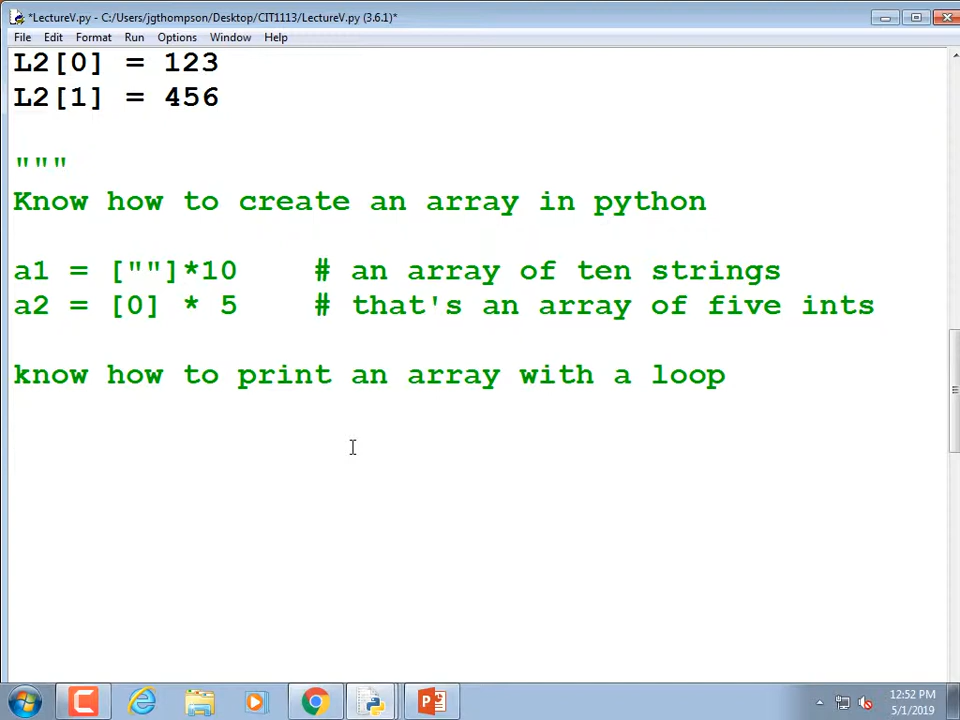 *LectureV.py - C:/Users/jgthompson/Desktop/CIT1113/LectureV.py (3.6.1)*
File Edit Format Run Options Window Help
L2[0] = 123
L2[1] = 456
"""
Know how to create an array in python
a1 = [""]*10    # an array of ten strings
a2 = [0] * 5    # that's an array of five ints
know how to print an array with a loop
12:52 PM
5/1/2019